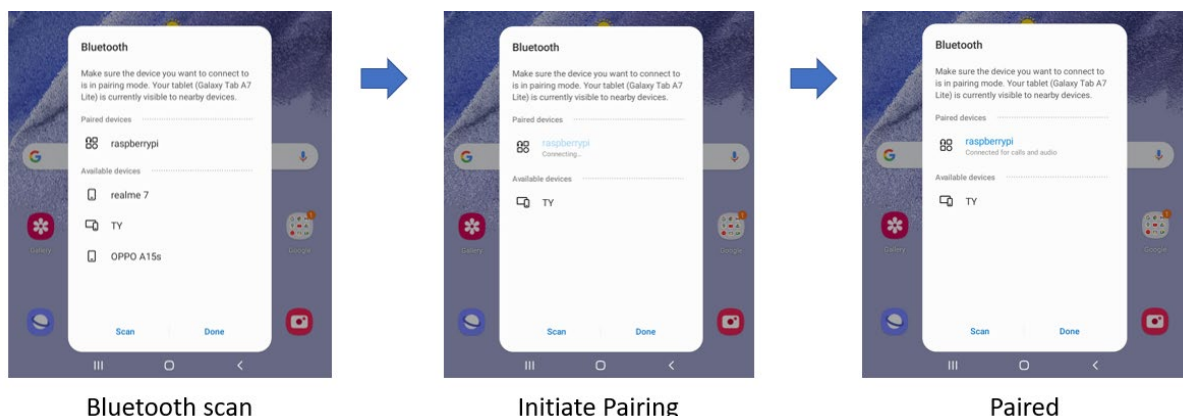 Bluetooth
Make sure the device you want to connect to
is in pairing mode. Your tablet (Galaxy Tab A7
Lite) is currently visible to nearby devices.
Paired devices
raspberrypi
Available devices
realme 7
TY
OPPO A15s
Scan
Done
Gallery
Google
Bluetooth scan
Bluetooth
Make sure the device you want to connect to
is in pairing mode. Your tablet (Galaxy Tab A7
Lite) is currently visible to nearby devices.
Paired devices
raspberrypi
Connecting...
Available devices
TY
Scan
Done
Gallery
Google
Initiate Pairing
Bluetooth
Make sure the device you want to connect to
is in pairing mode. Your tablet (Galaxy Tab A7
Lite) is currently visible to nearby devices.
Paired devices
raspberrypi
Connected for calls and audio
Available devices
TY
Scan
Done
Gallery
Google
Paired